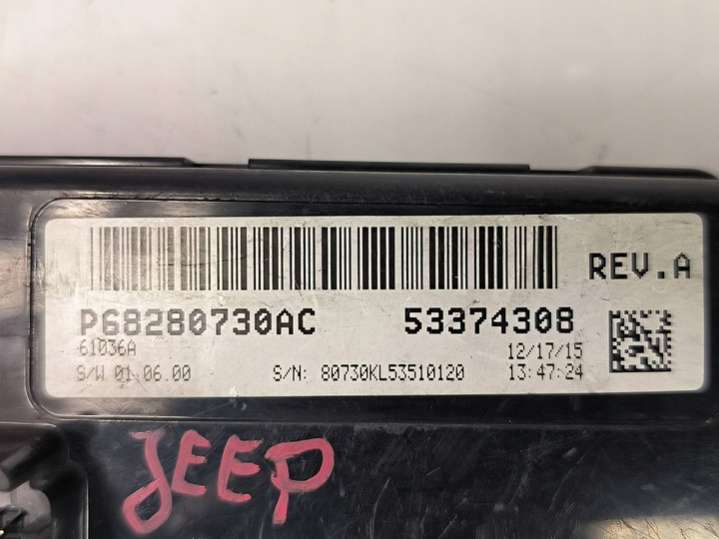 REV.A
P68280730AC 53374308
61036A 12/17/15
S/W 01.06.00 S/N: 80730KL53510120 13:47:24
JEEP